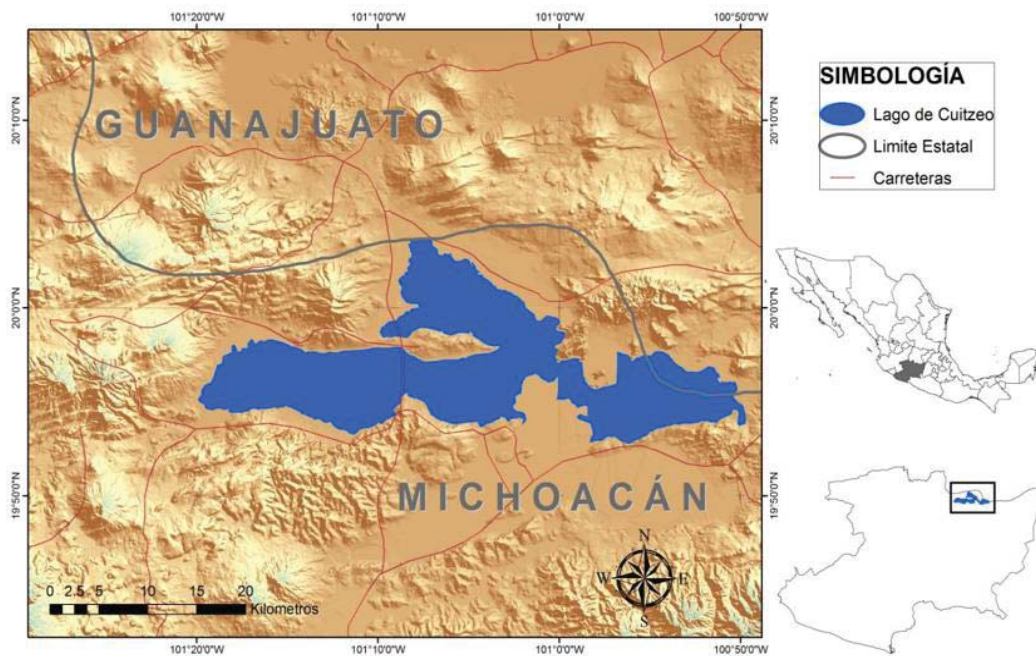 101°20'0"W 101°10'0"W 101°0'0"W 100°50'0"W
20°10'0"N
20°0'0"N
19°50'0"N
GUANAJUATO
MICHOACÁN
N
W E
S
0 2.5 5 10 15 20
Kilometros
20°10'0"N
20°0'0"N
19°50'0"N
101°20'0"W 101°10'0"W 101°0'0"W 100°50'0"W
SIMBOLOGÍA
Lago de Cuitzeo
Limite Estatal
Carreteras